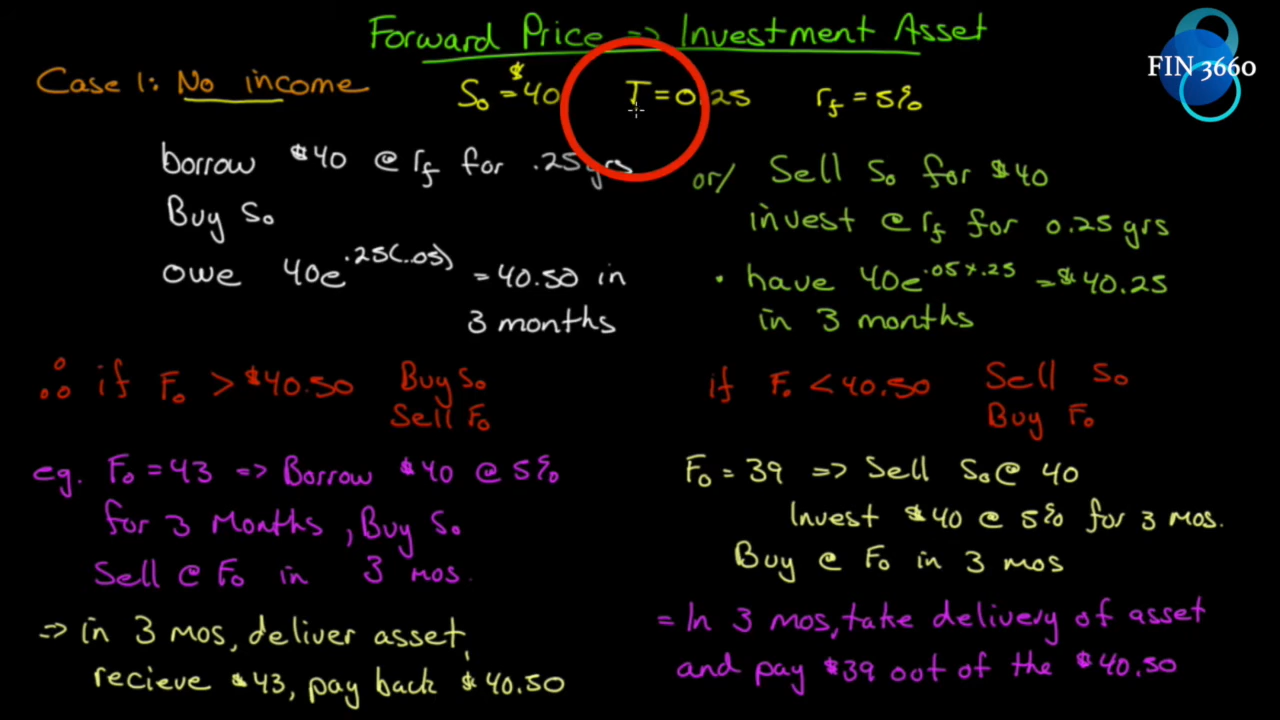 Forward Price => Investment Asset
FIN 3660
Case 1: No income
S₀ = $40 T = 0.25 rf = 5%
borrow $40 @ rf for .25yrs
Buy S₀
owe 40e^.25(.05) = 40.50 in
3 months
or/ Sell S₀ for $40
invest @ rf for 0.25 yrs
· have 40e^.05×.25 = $40.25
in 3 months
∴ if F₀ > $40.50 Buy S₀
Sell F₀
if F₀ < 40.50 Sell S₀
Buy F₀
eg. F₀ = 43 => Borrow $40 @ 5%
for 3 Months, Buy S₀
Sell @ F₀ in 3 mos.
=> in 3 mos, deliver asset,
recieve $43, pay back $40.50
F₀ = 39 => Sell S₀ @ 40
Invest $40 @ 5% for 3 mos.
Buy @ F₀ in 3 mos
= In 3 mos, take delivery of asset
and pay $39 out of the $40.50